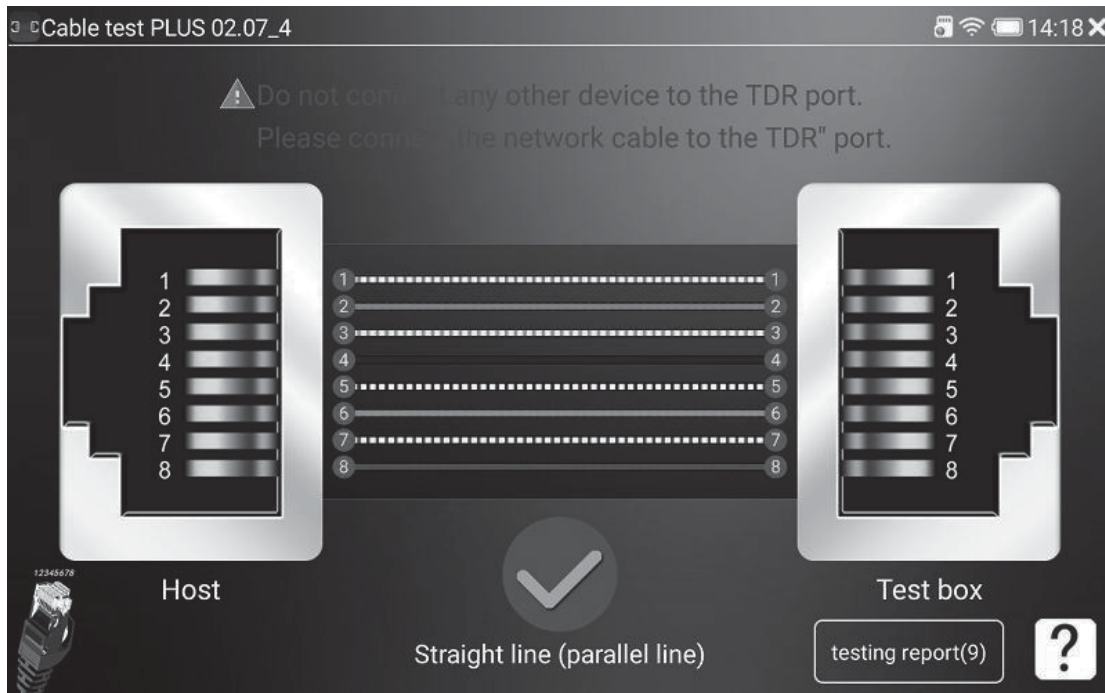 Cable test PLUS 02.07_4
14:18
Do not connect any other device to the TDR port.
Please connect the network cable to the TDR" port.
1 1 1 1
2 2 2 2
3 3 3 3
4 4 4 4
5 5 5 5
6 6 6 6
7 7 7 7
8 8 8 8
12345678
Host
Test box
Straight line (parallel line)
testing report(9)
?